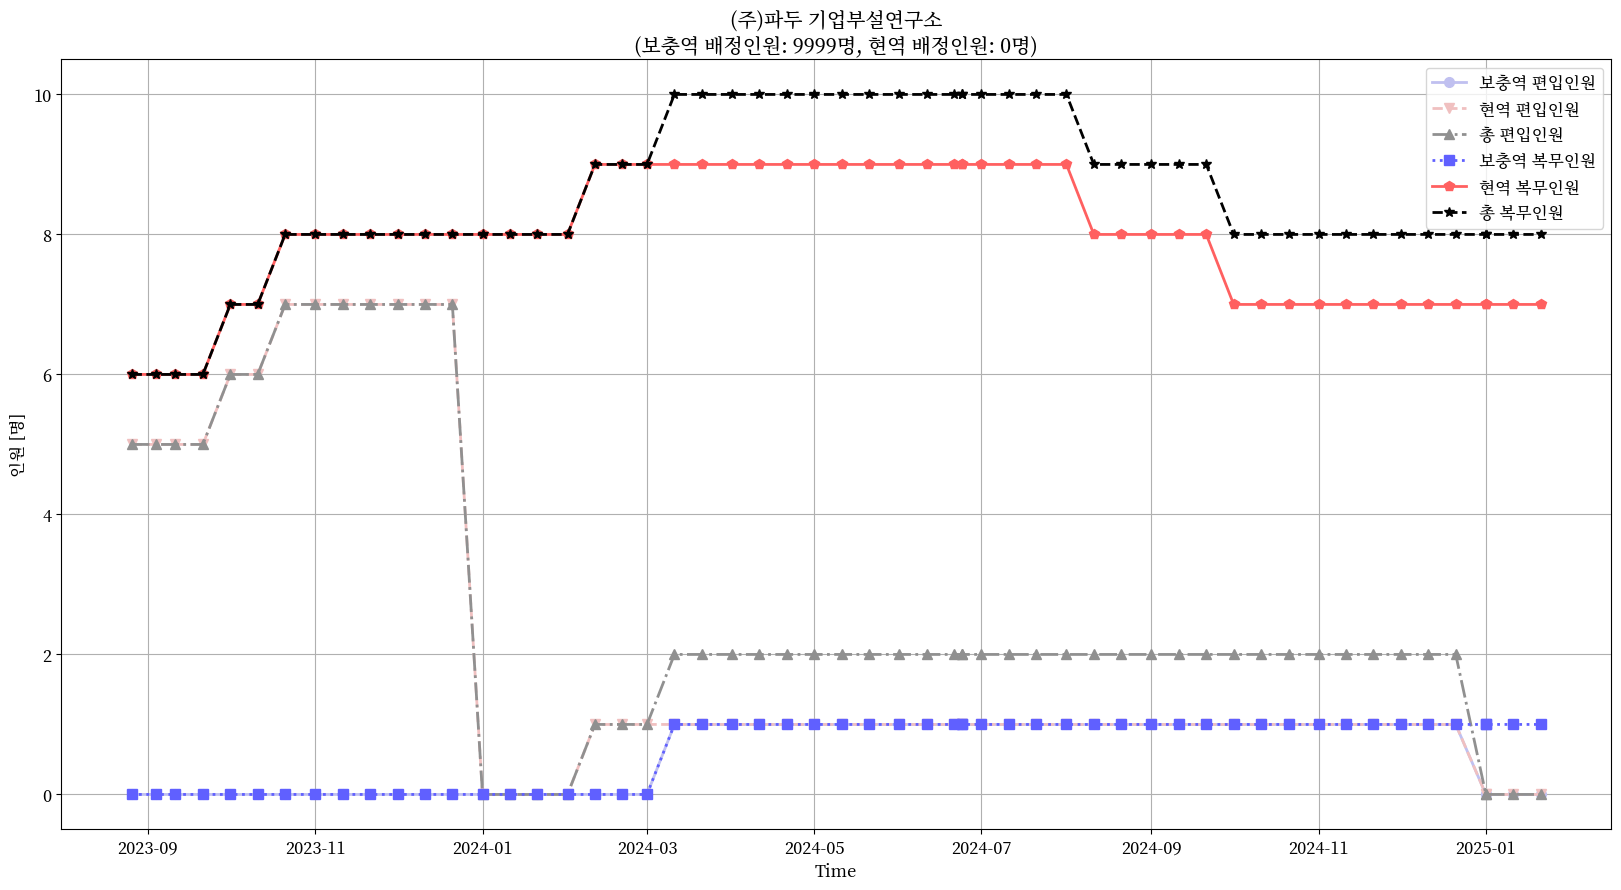 (주)파두 기업부설연구소
(보충역 배정인원: 9999명, 현역 배정인원: 0명)
보충역 편입인원
현역 편입인원
총 편입인원
보충역 복무인원
현역 복무인원
총 복무인원
인원 [명]
10
8
6
4
2
0
2023-09
2023-11
2024-01
2024-03
2024-05
2024-07
2024-09
2024-11
2025-01
Time